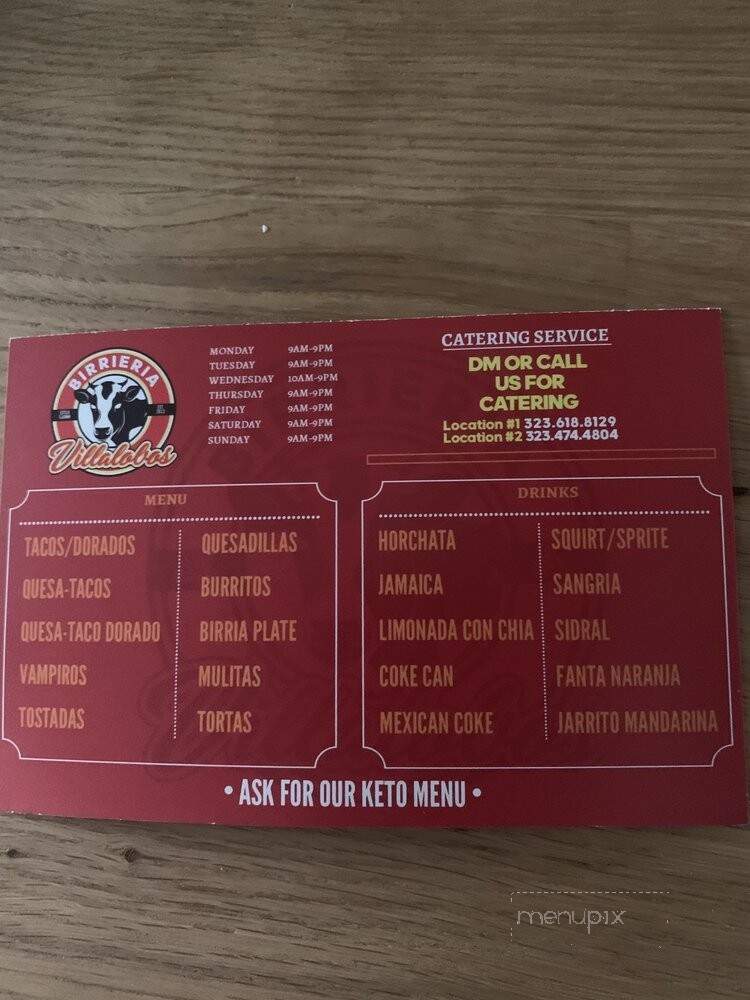 BIRRIERIA
Villalobos
MONDAY 9AM-9PM
TUESDAY 9AM-9PM
WEDNESDAY 10AM-9PM
THURSDAY 9AM-9PM
FRIDAY 9AM-9PM
SATURDAY 9AM-9PM
SUNDAY 9AM-9PM
CATERING SERVICE
DM OR CALL
US FOR
CATERING
Location #1 323.618.8129
Location #2 323.474.4804
MENU
TACOS/DORADOS
QUESA-TACOS
QUESA-TACO DORADO
VAMPIROS
TOSTADAS
QUESADILLAS
BURRITOS
BIRRIA PLATE
MULITAS
TORTAS
DRINKS
HORCHATA
JAMAICA
LIMONADA CON CHIA
COKE CAN
MEXICAN COKE
SQUIRT/SPRITE
SANGRIA
SIDRAL
FANTA NARANJA
JARRITO MANDARINA
• ASK FOR OUR KETO MENU •
menupix